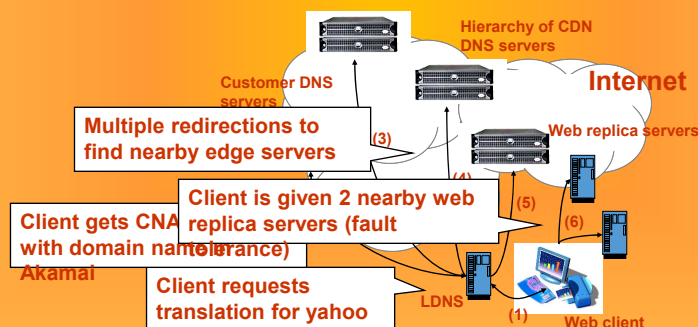 Hierarchy of CDN
DNS servers
Internet
Customer DNS
servers
Multiple redirections to
find nearby edge servers
(3)
Web replica servers
(4)
Client is given 2 nearby web
replica servers (fault
tolerance)
(5)
(6)
Client gets CNA
with domain name in
Akamai
Client requests
translation for yahoo
LDNS
(1)
Web client